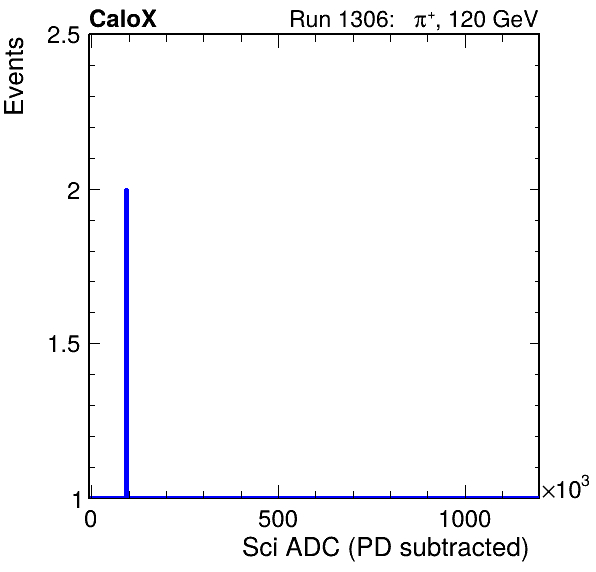 CaloX Run 1306: π⁺, 120 GeV
Events
2.5
2
1.5
1
0 500 1000
×10³
Sci ADC (PD subtracted)